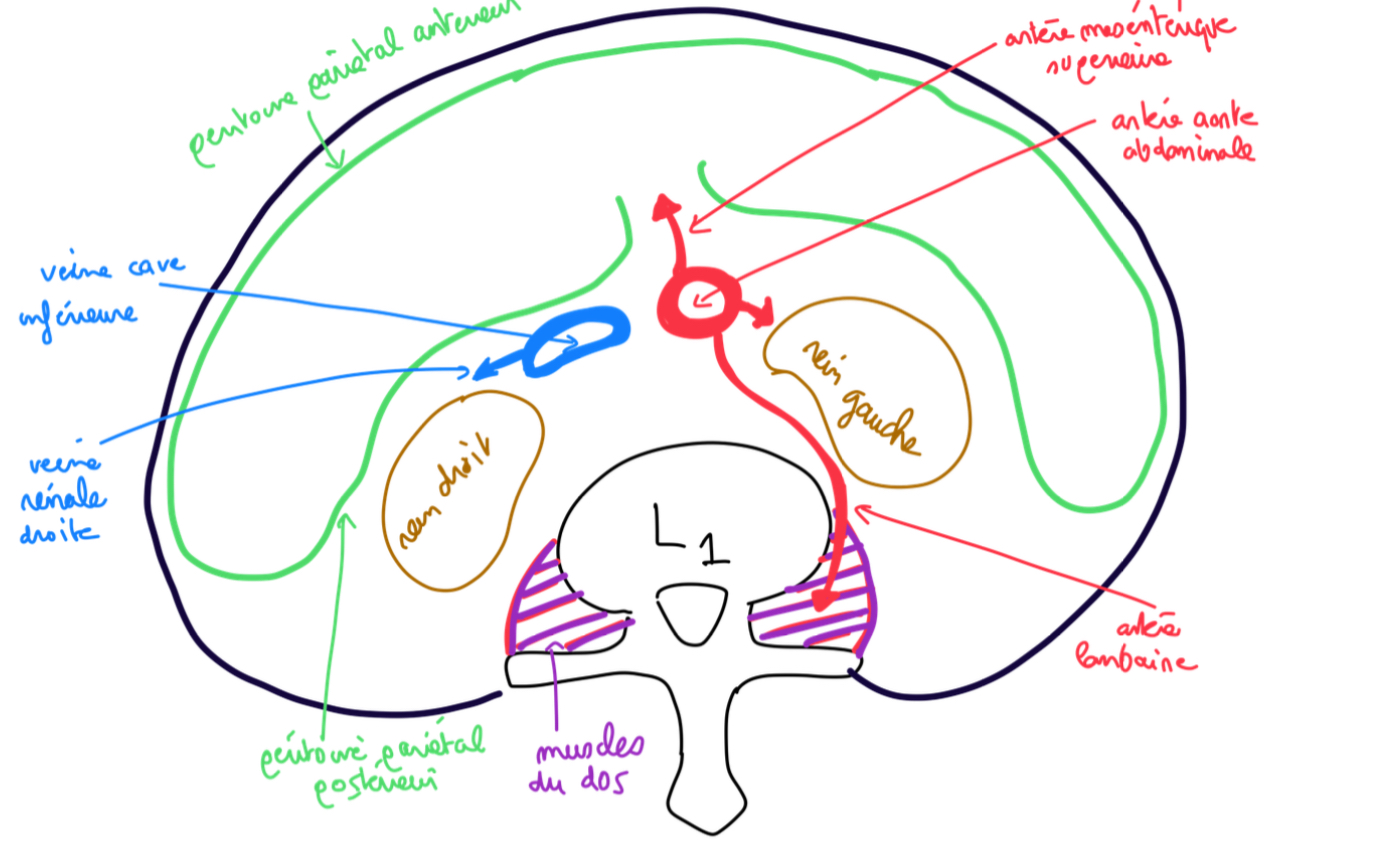 péritoine pariétal antérieur
artère mésentérique
supérieure
artère aorte
abdominale
veine cave
inférieure
rein
gauche
rein droit
veine
rénale
droite
L1
artère
lombaire
péritoine pariétal
postérieur
muscles
du dos